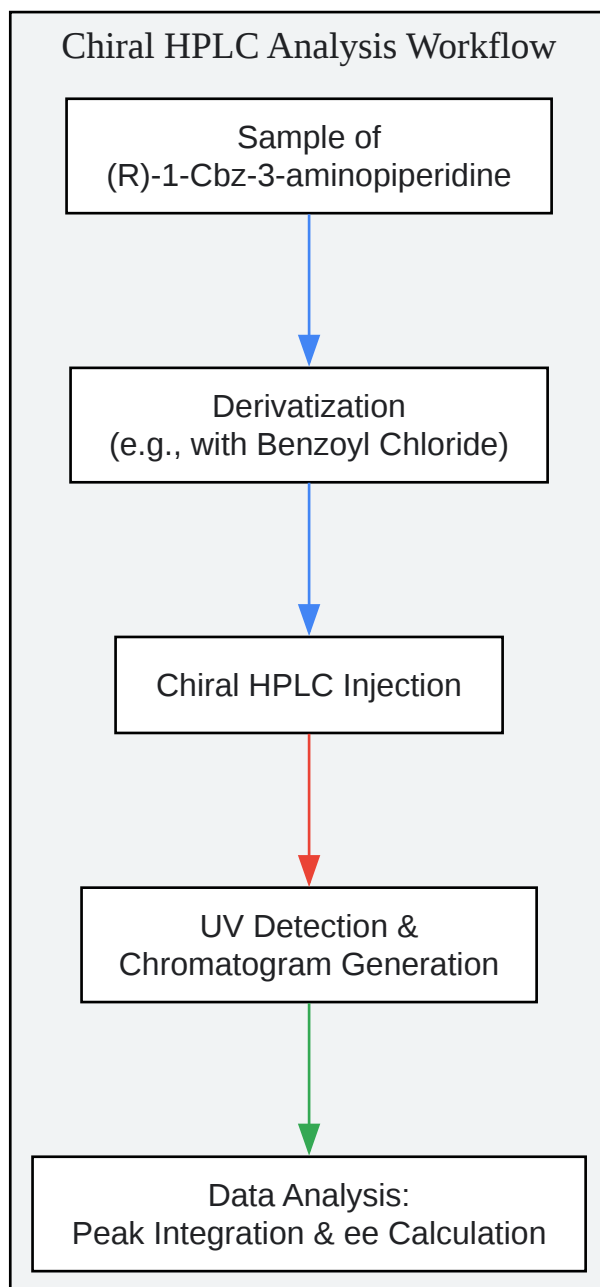 Chiral HPLC Analysis Workflow
Sample of
(R)-1-Cbz-3-aminopiperidine
Derivatization
(e.g., with Benzoyl Chloride)
Chiral HPLC Injection
UV Detection &
Chromatogram Generation
Data Analysis:
Peak Integration & ee Calculation